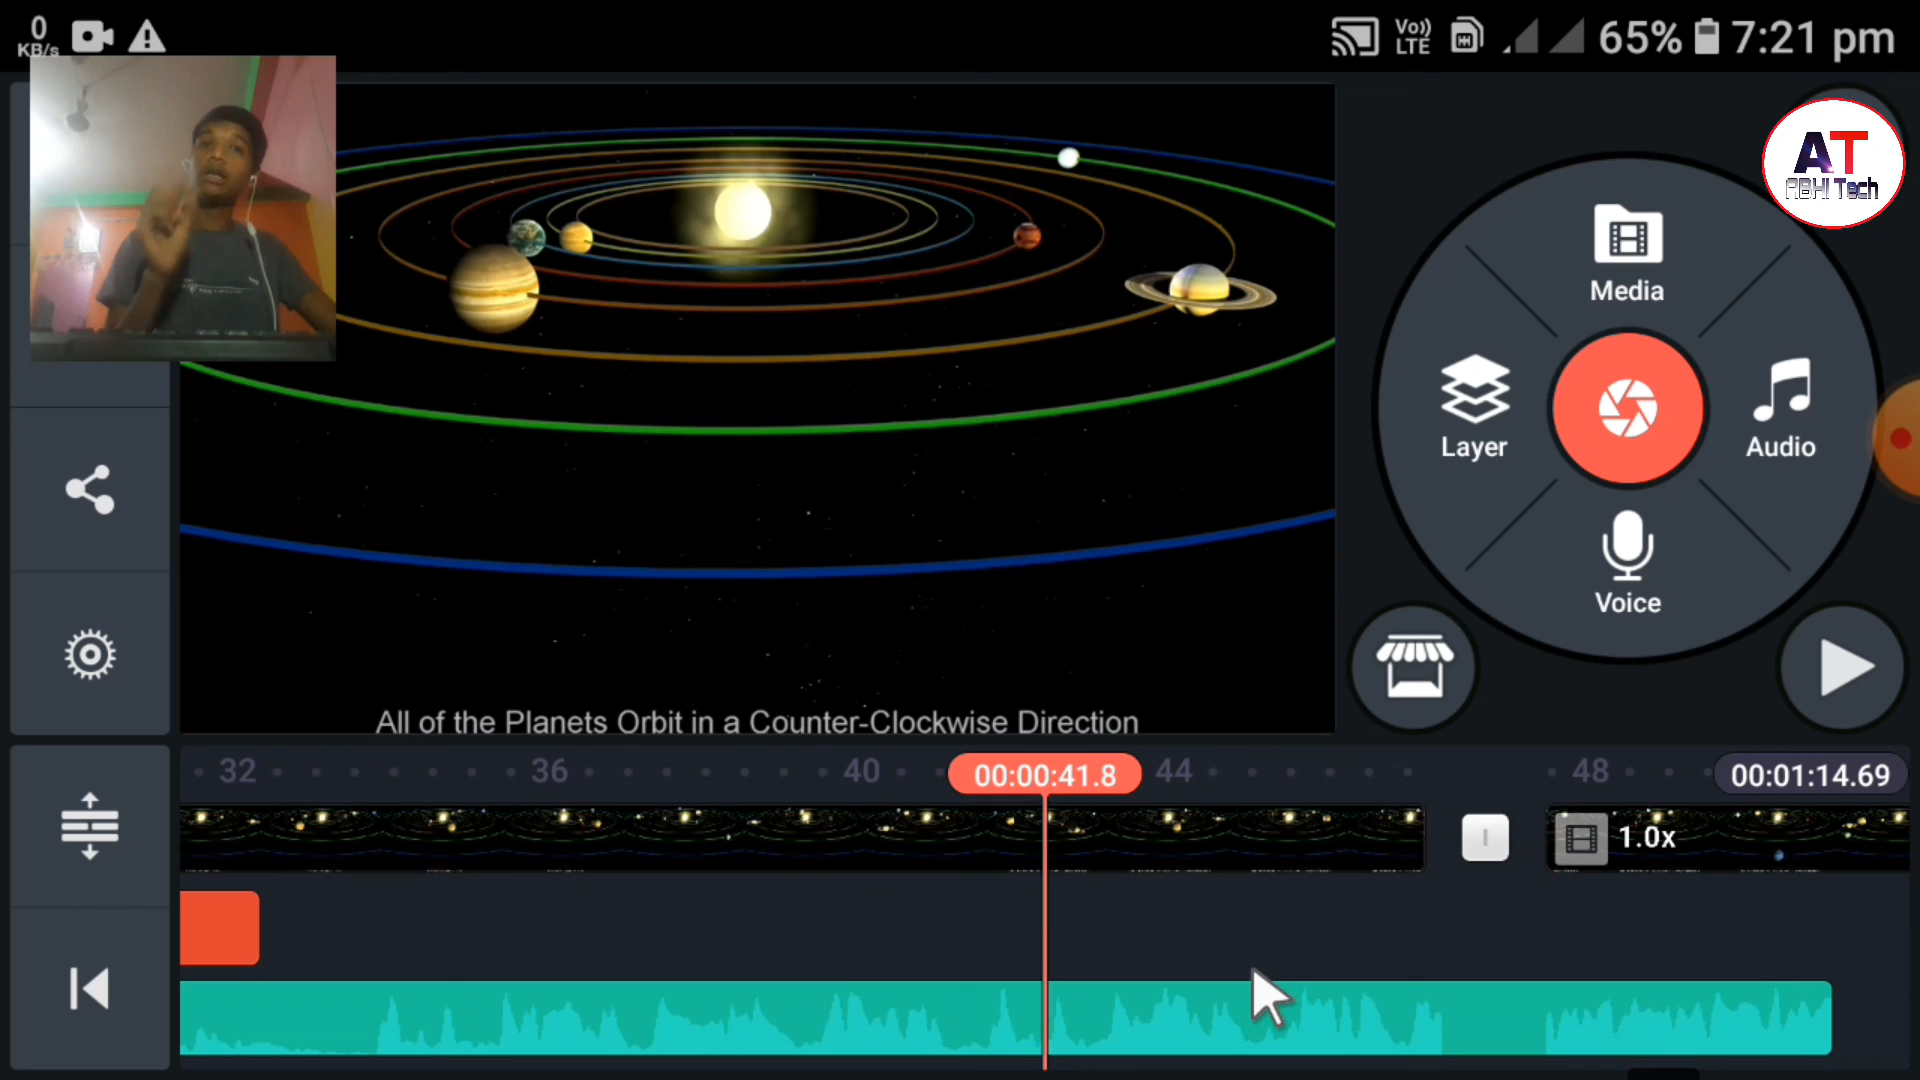 0
KB/s
Vo))
LTE
65%
7:21 pm
AT
ABHI Tech
Media
Layer
Audio
Voice
All of the Planets Orbit in a Counter-Clockwise Direction
32
36
40
00:00:41.8
44
48
00:01:14.69
1.0x